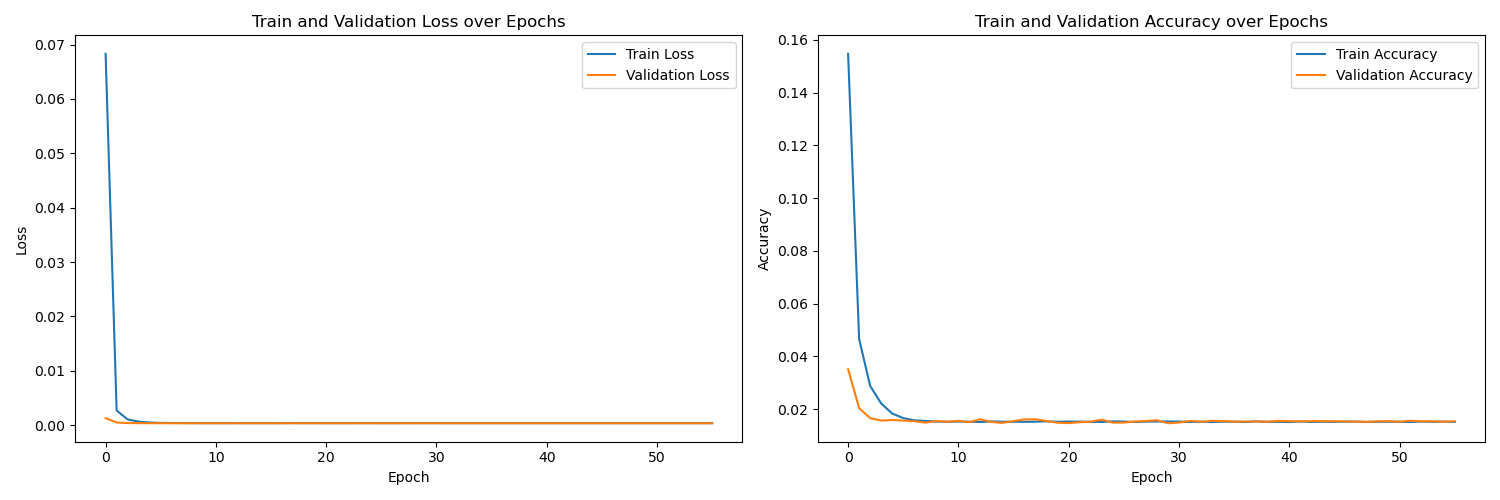 Train and Validation Loss over Epochs
Train Loss
Validation Loss
0.07
0.06
0.05
0.04
0.03
0.02
0.01
0.00
Loss
0 10 20 30 40 50
Epoch
Train and Validation Accuracy over Epochs
Train Accuracy
Validation Accuracy
0.16
0.14
0.12
0.10
0.08
0.06
0.04
0.02
Accuracy
0 10 20 30 40 50
Epoch